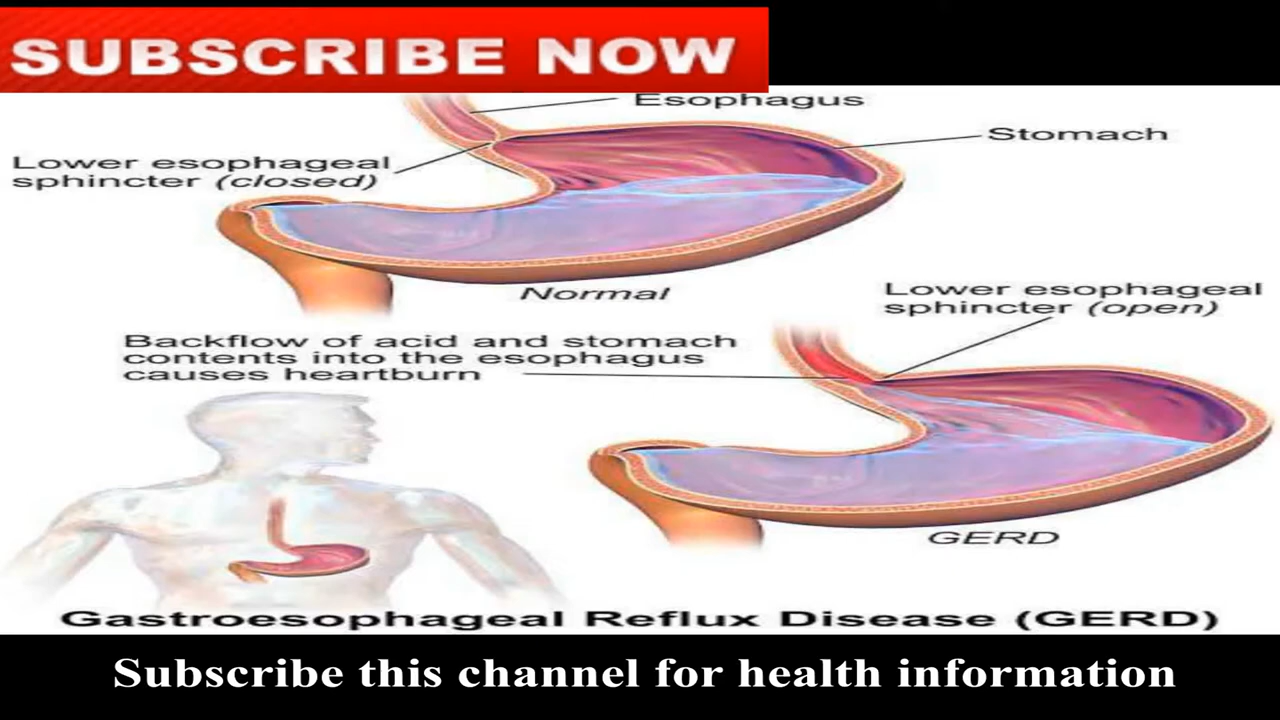 SUBSCRIBE NOW
Esophagus
Stomach
Lower esophageal
sphincter (closed)
Normal
Lower esophageal
sphincter (open)
Backflow of acid and stomach
contents into the esophagus
causes heartburn
GERD
Gastroesophageal Reflux Disease (GERD)
Subscribe this channel for health information